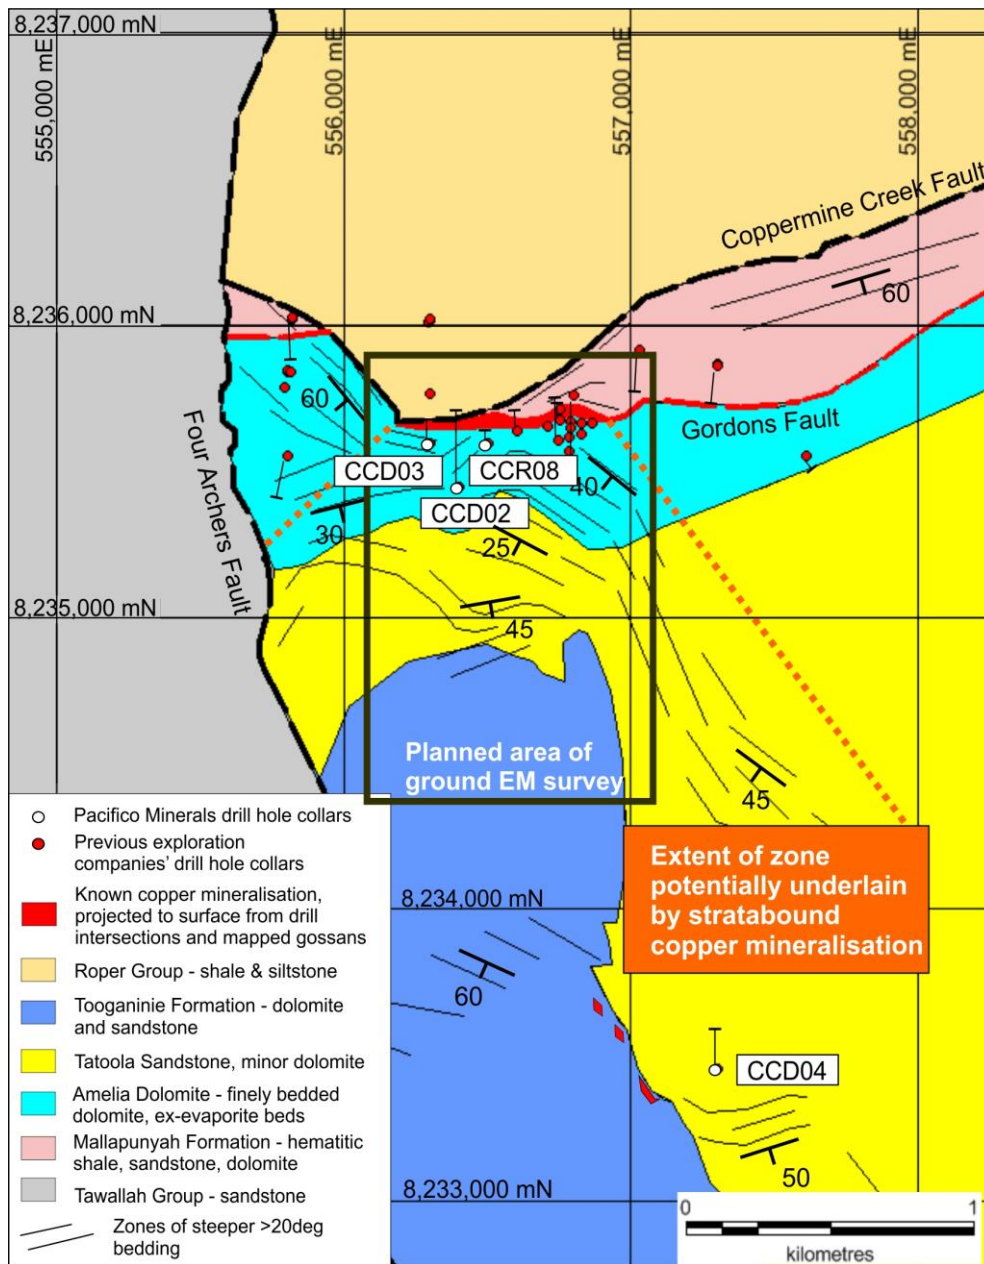 8,237,000 mN
555,000 mE
556,000 mE
557,000 mE
558,000 mE
Coppermine Creek Fault
60
8,236,000 mN
60
Gordons Fault
CCD03
CCR08
40
CCD02
30
25
Four Archers Fault
8,235,000 mN
45
Planned area of
ground EM survey
45
Extent of zone
potentially underlain
by stratabound
copper mineralisation
8,234,000 mN
60
CCD04
50
8,233,000 mN
0 1
kilometres
Pacifico Minerals drill hole collars
Previous exploration
companies' drill hole collars
Known copper mineralisation,
projected to surface from drill
intersections and mapped gossans
Roper Group - shale & siltstone
Tooganinie Formation - dolomite
and sandstone
Tatoola Sandstone, minor dolomite
Amelia Dolomite - finely bedded
dolomite, ex-evaporite beds
Mallapunyah Formation - hematitic
shale, sandstone, dolomite
Tawallah Group - sandstone
Zones of steeper >20deg
bedding